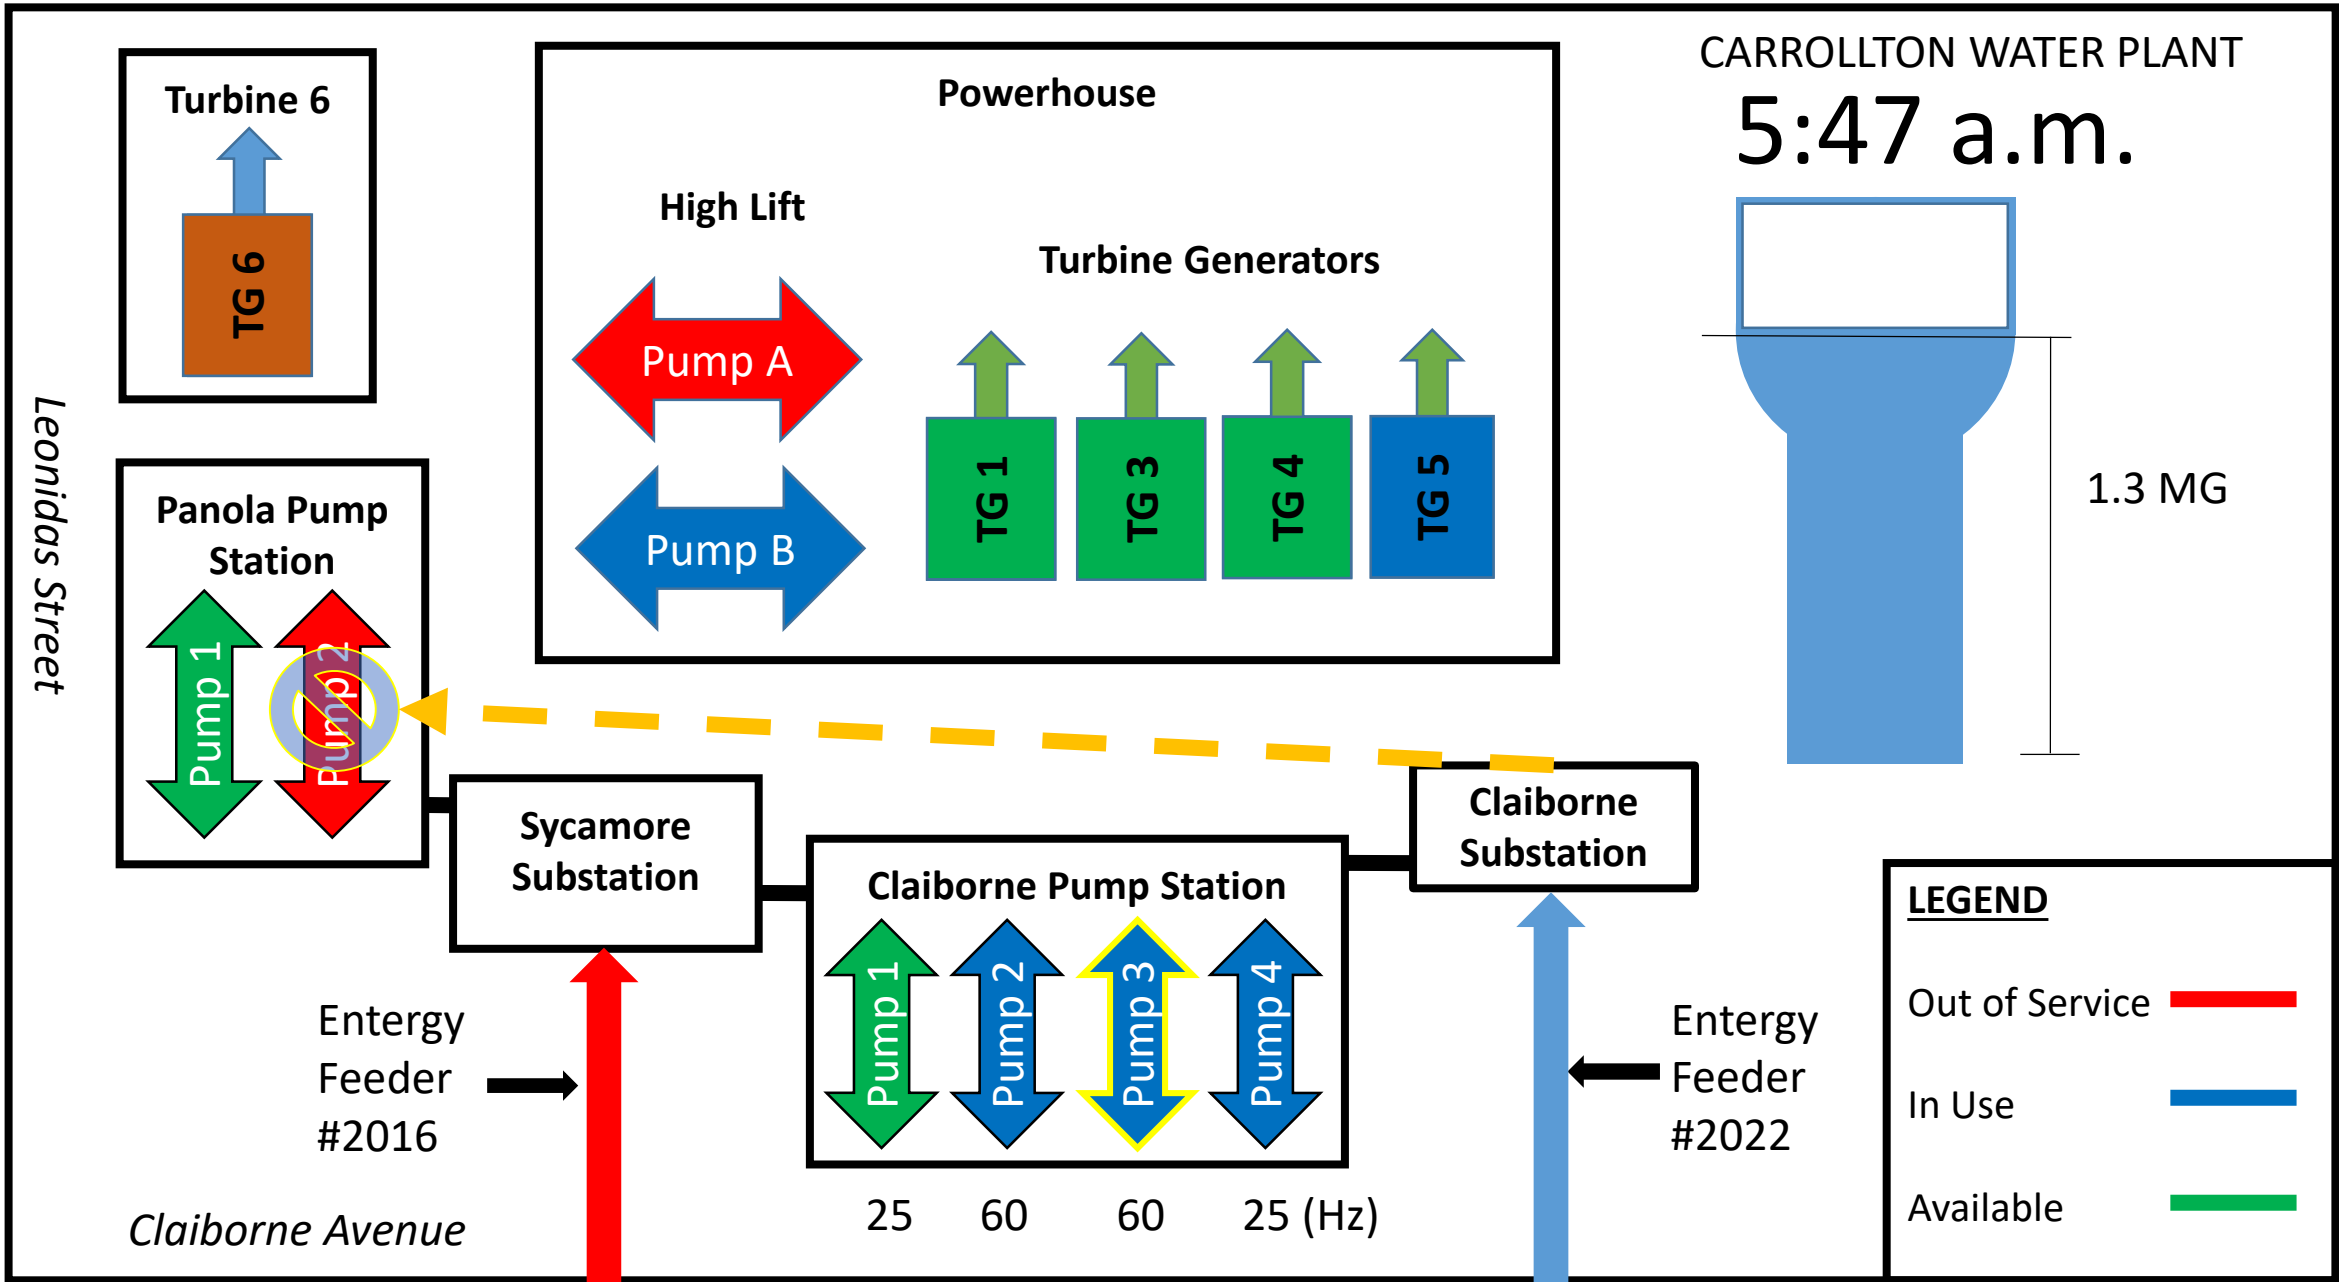 CARROLLTON WATER PLANT
5:47 a.m.
Turbine 6
TG 6
Powerhouse
High Lift
Pump A
Pump B
Turbine Generators
TG 1
TG 3
TG 4
TG 5
1.3 MG
Leonidas Street
Panola Pump
Station
Pump 1
Pump 2
Sycamore
Substation
Claiborne Pump Station
Pump 1
Pump 2
Pump 3
Pump 4
25
60
60
25 (Hz)
Claiborne
Substation
Entergy
Feeder
#2016
Entergy
Feeder
#2022
Claiborne Avenue
LEGEND
Out of Service
In Use
Available